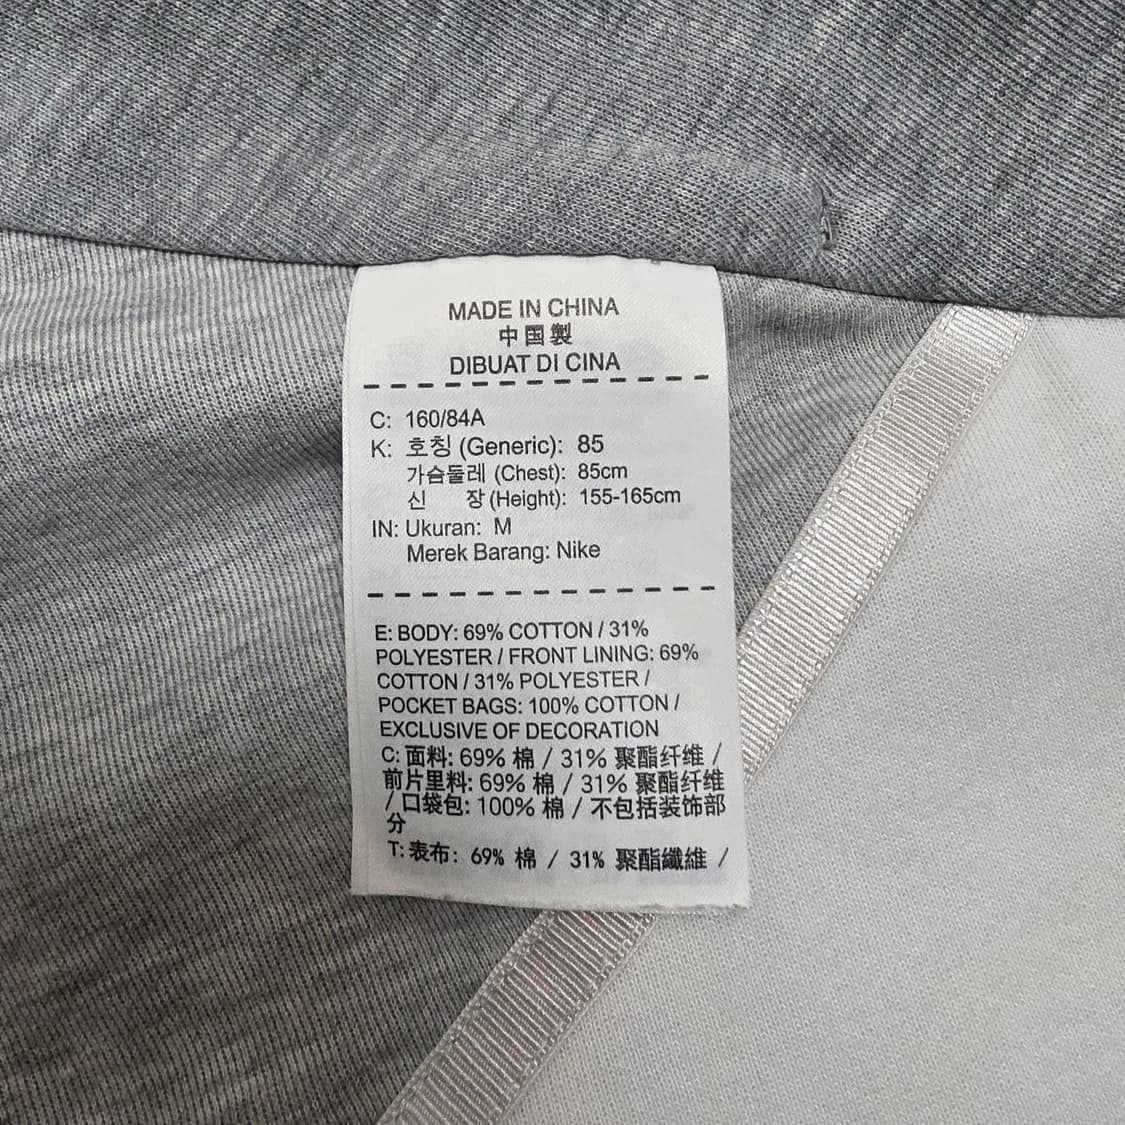 MADE IN CHINA
中国製
DIBUAT DI CINA
C: 160/84A
K: 호칭 (Generic): 85
가슴둘레 (Chest): 85cm
신 장 (Height): 155-165cm
IN: Ukuran: M
Merek Barang: Nike
E: BODY: 69% COTTON / 31%
POLYESTER / FRONT LINING: 69%
COTTON / 31% POLYESTER /
POCKET BAGS: 100% COTTON /
EXCLUSIVE OF DECORATION
C: 面料: 69% 棉 / 31% 聚酯纤维 /
前片里料: 69% 棉 / 31% 聚酯纤维
/ 口袋包: 100% 棉 / 不包括装饰部
分
T: 表布: 69% 棉 / 31% 聚酯纖維 /